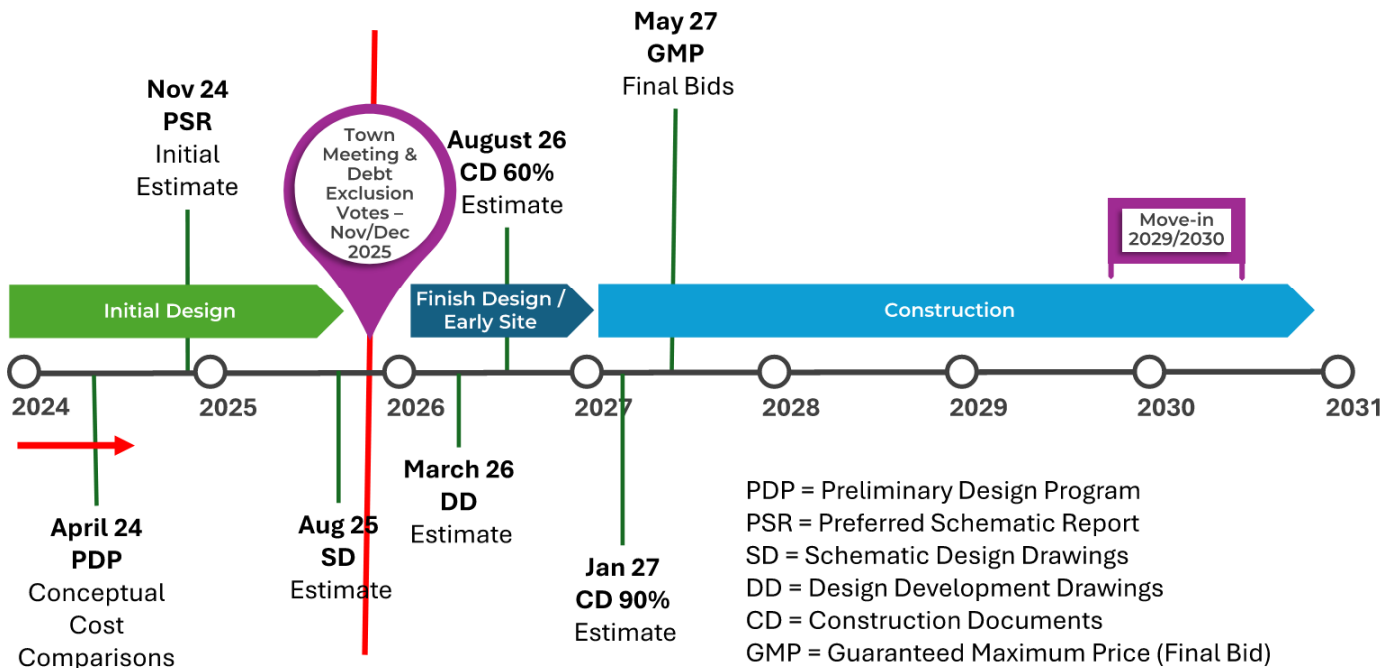 May 27
GMP
Final Bids
Nov 24
PSR
Initial
Estimate
Town
Meeting &
Debt
Exclusion
Votes –
Nov/Dec
2025
August 26
CD 60%
Estimate
Move-in
2029/2030
Initial Design
Finish Design /
Early Site
Construction
2024
2025
2026
2027
2028
2029
2030
2031
April 24
PDP
Conceptual
Cost
Comparisons
Aug 25
SD
Estimate
March 26
DD
Estimate
Jan 27
CD 90%
Estimate
PDP = Preliminary Design Program
PSR = Preferred Schematic Report
SD = Schematic Design Drawings
DD = Design Development Drawings
CD = Construction Documents
GMP = Guaranteed Maximum Price (Final Bid)